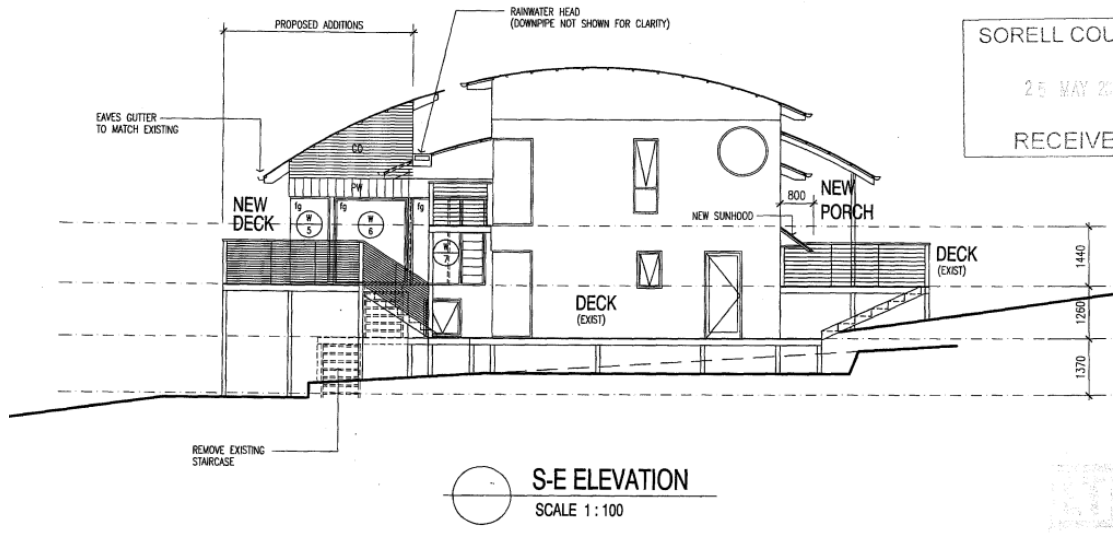 PROPOSED ADDITIONS
RAINWATER HEAD
(DOWNPIPE NOT SHOWN FOR CLARITY)
SORELL COU
25 MAY 20
RECEIVE
EAVES GUTTER
TO MATCH EXISTING
CD
PW
NEW
DECK
fg
W
5
fg
W
6
fg
W
7
800
NEW
PORCH
NEW SUNHOOD
DECK
(EXIST)
DECK
(EXIST)
1440
1260
1370
REMOVE EXISTING
STAIRCASE
S-E ELEVATION
SCALE 1 : 100